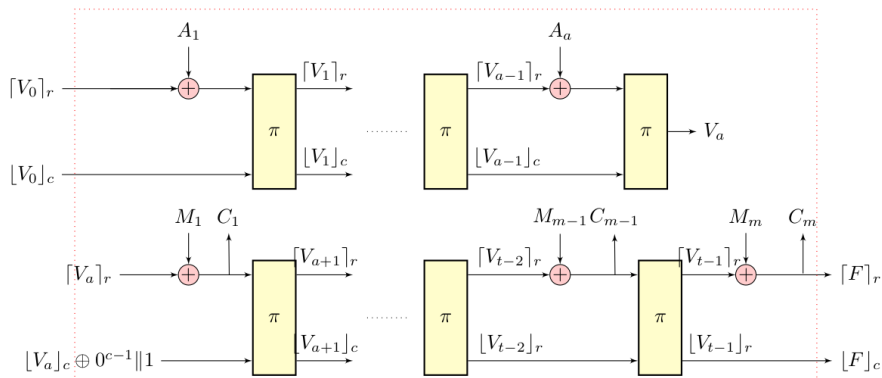 A_1 A_a
⌈V_0⌉_r ⌈V_1⌉_r ⌈V_{a−1}⌉_r
+ +
π π π V_a
⌊V_0⌋_c ⌊V_1⌋_c ⌊V_{a−1}⌋_c
M_1 C_1 M_{m−1} C_{m−1} M_m C_m
⌈V_a⌉_r + ⌈V_{a+1}⌉_r ⌈V_{t−2}⌉_r + ⌈V_{t−1}⌉_r + ⌈F⌉_r
π π π
⌊V_a⌋_c ⊕ 0^{c−1}‖1 ⌊V_{a+1}⌋_c ⌊V_{t−2}⌋_r ⌊V_{t−1}⌋_r ⌊F⌋_c